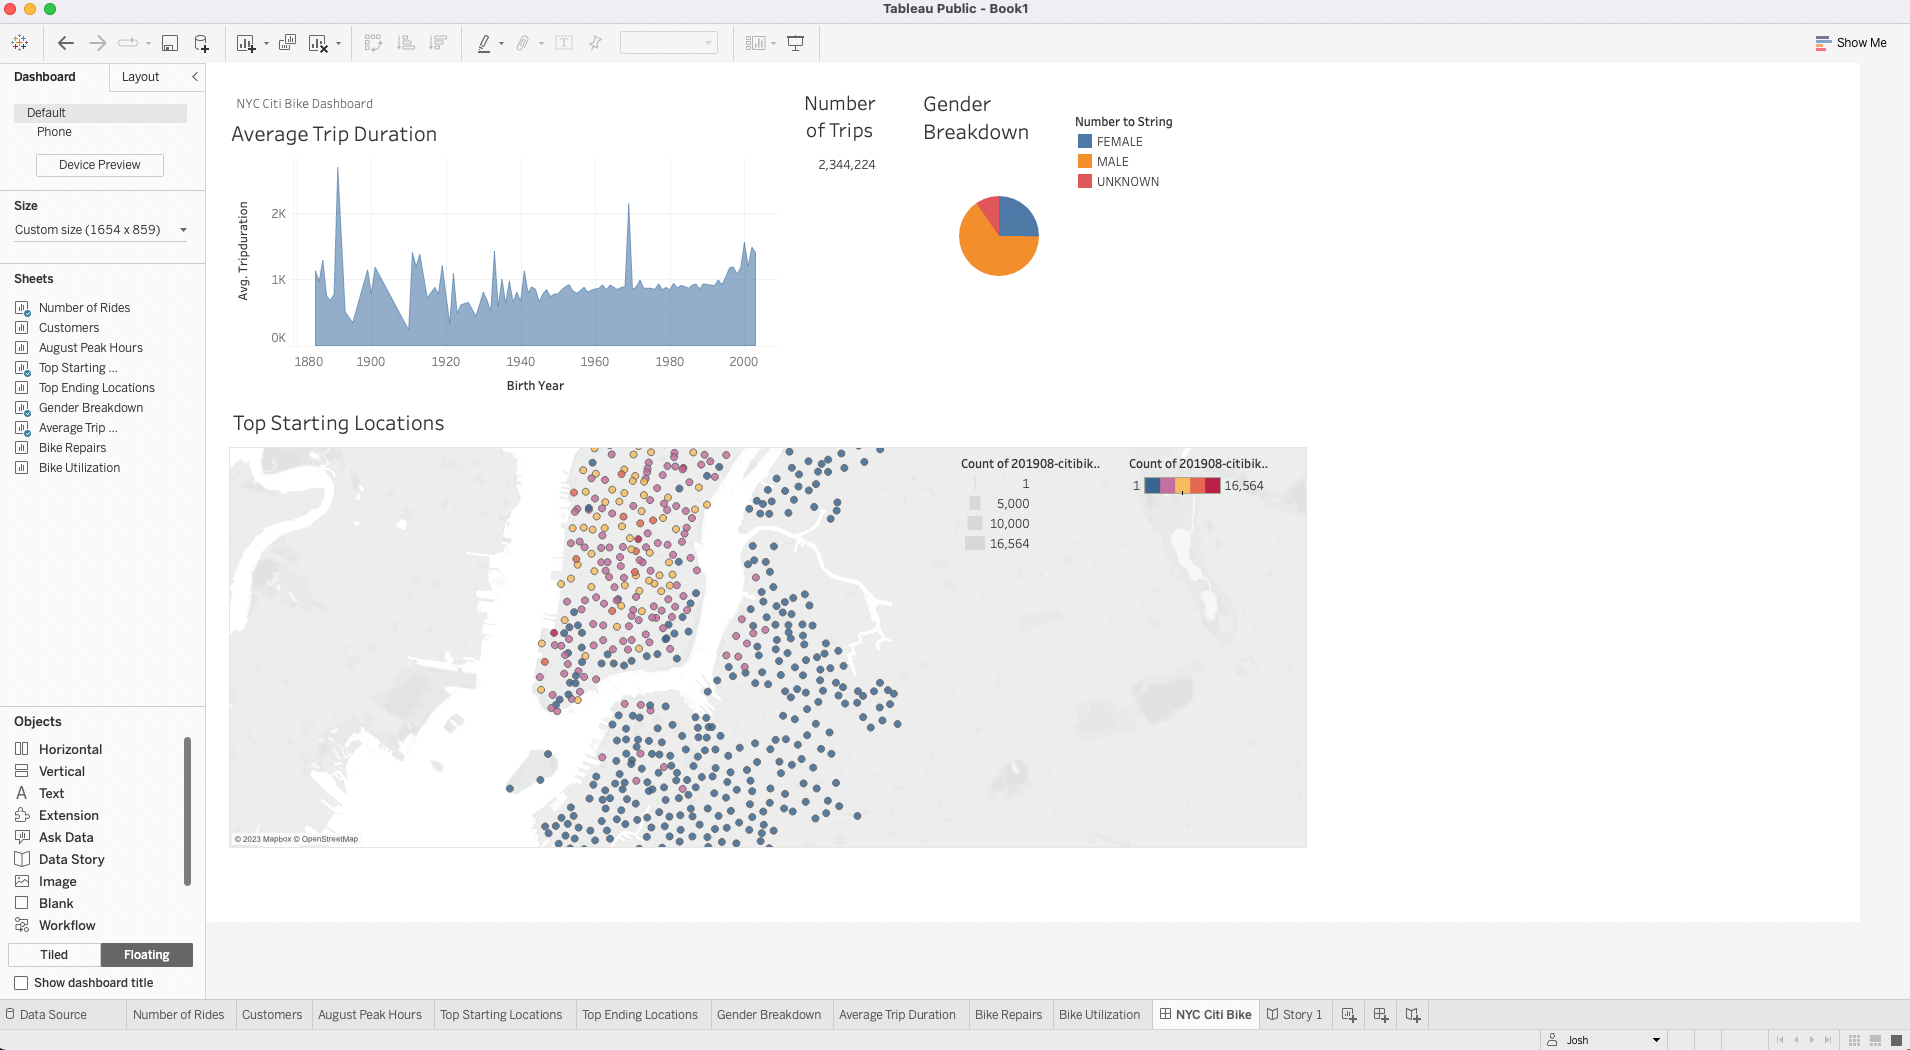 Tableau Public - Book1
Show Me
Dashboard
Layout
Default
Phone
Device Preview
Size
Custom size (1654 x 859)
Sheets
Number of Rides
Customers
August Peak Hours
Top Starting ...
Top Ending Locations
Gender Breakdown
Average Trip ...
Bike Repairs
Bike Utilization
Objects
Horizontal
Vertical
Text
Extension
Ask Data
Data Story
Image
Blank
Workflow
Tiled
Floating
Show dashboard title
NYC Citi Bike Dashboard
Average Trip Duration
Avg. Tripduration
2K
1K
0K
1880 1900 1920 1940 1960 1980 2000
Birth Year
Number
of Trips
2,344,224
Gender
Breakdown
Number to String
FEMALE
MALE
UNKNOWN
Top Starting Locations
Count of 201908-citibik..
1
5,000
10,000
16,564
Count of 201908-citibik..
1 16,564
© 2023 Mapbox © OpenStreetMap
Data Source
Number of Rides
Customers
August Peak Hours
Top Starting Locations
Top Ending Locations
Gender Breakdown
Average Trip Duration
Bike Repairs
Bike Utilization
NYC Citi Bike
Story 1
Josh